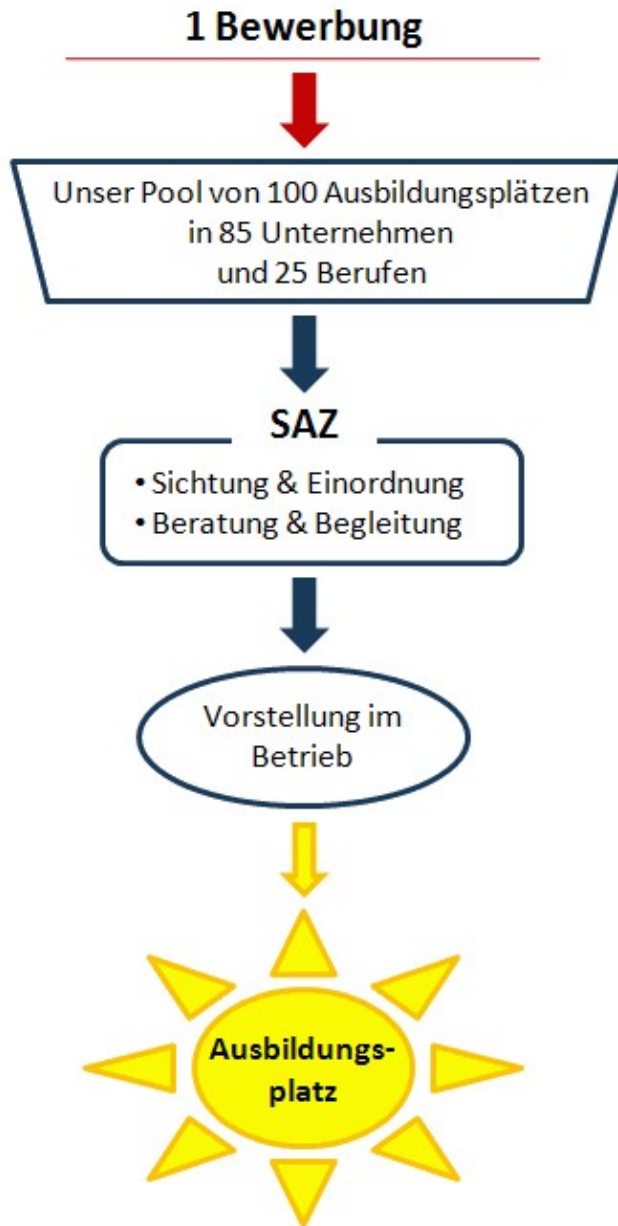 1 Bewerbung
Unser Pool von 100 Ausbildungsplätzen
in 85 Unternehmen
und 25 Berufen
SAZ
• Sichtung & Einordnung
• Beratung & Begleitung
Vorstellung im
Betrieb
Ausbildungs-
platz